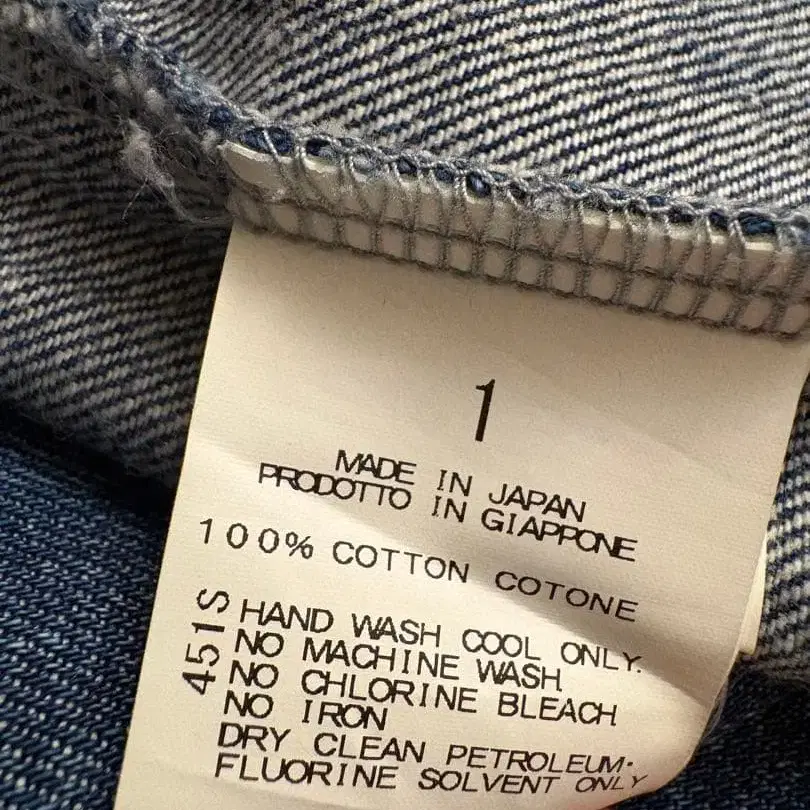 1
MADE IN JAPAN
PRODOTTO IN GIAPPONE
100% COTTON COTONE
451S
HAND WASH COOL ONLY.
NO MACHINE WASH
NO CHLORINE BLEACH
NO IRON
DRY CLEAN PETROLEUM·
FLUORINE SOLVENT ONLY